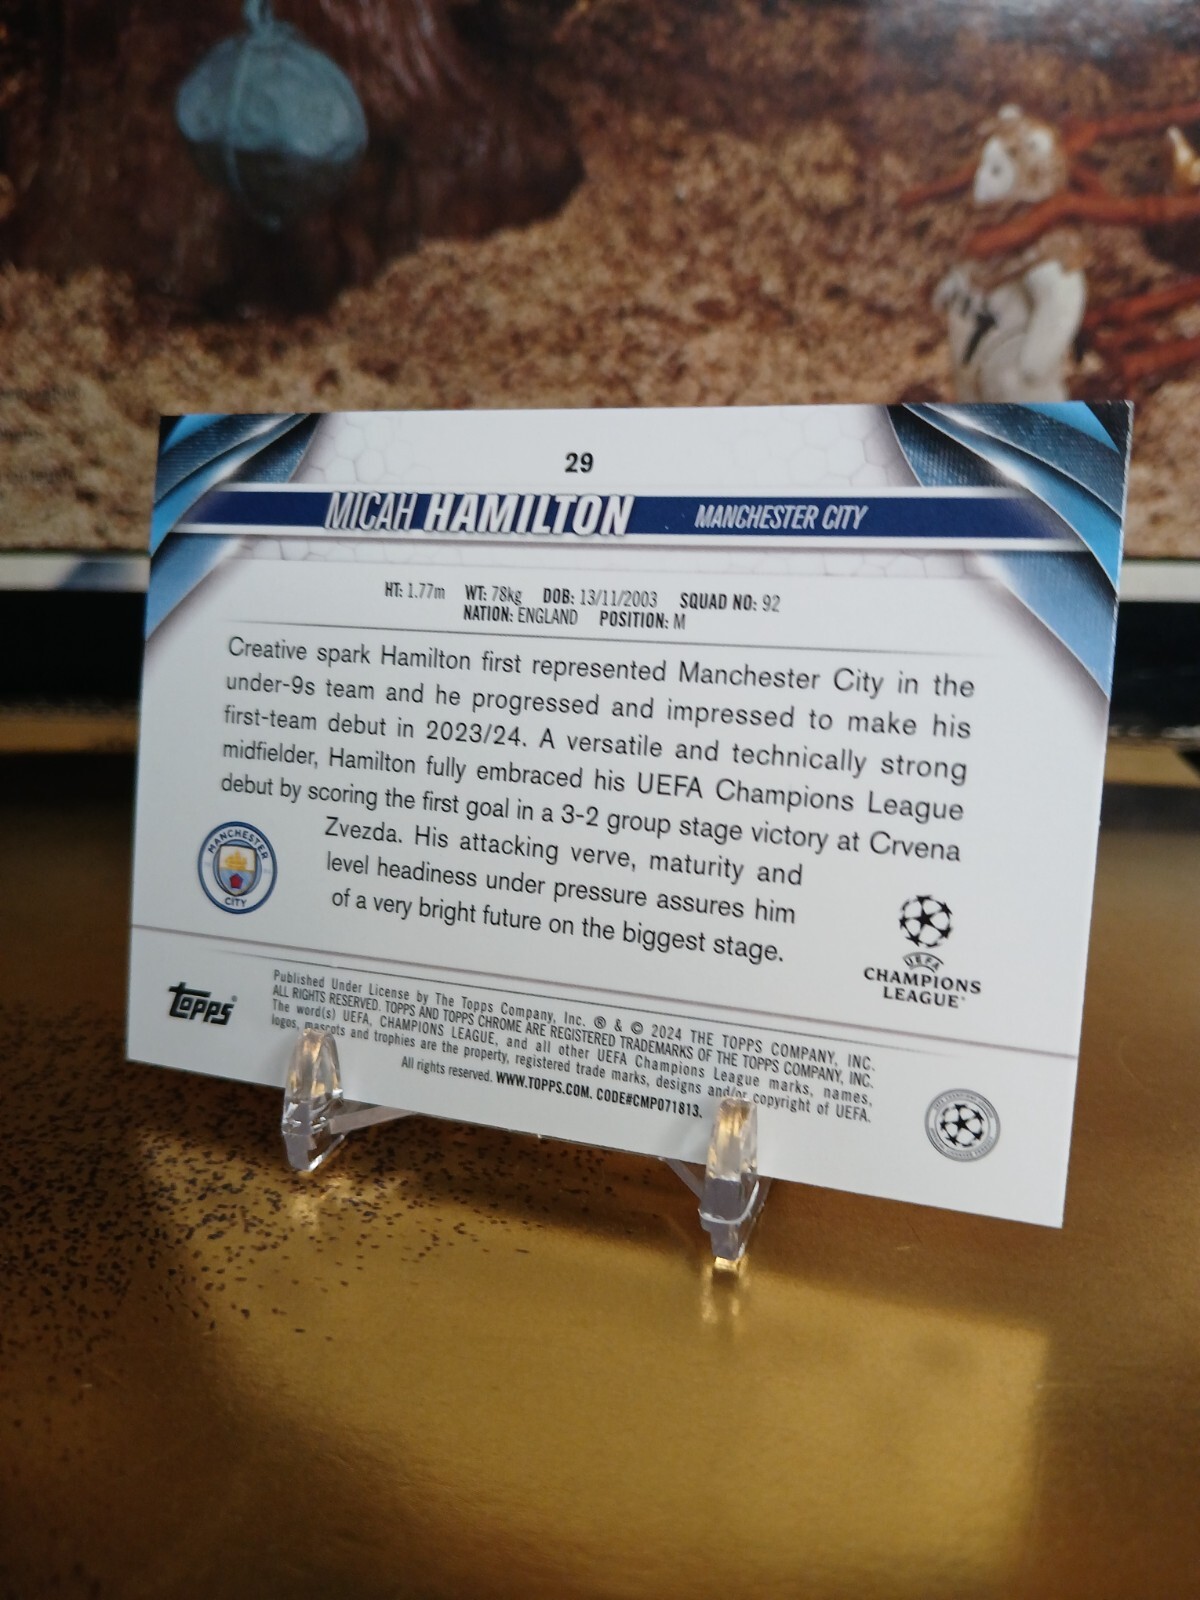 29
MICAH HAMILTON MANCHESTER CITY
HT: 1.77m WT: 78kg DOB: 13/11/2003 SQUAD NO: 92
NATION: ENGLAND POSITION: M
Creative spark Hamilton first represented Manchester City in the
under-9s team and he progressed and impressed to make his
first-team debut in 2023/24. A versatile and technically strong
midfielder, Hamilton fully embraced his UEFA Champions League
debut by scoring the first goal in a 3-2 group stage victory at Crvena
Zvezda. His attacking verve, maturity and
level headiness under pressure assures him
of a very bright future on the biggest stage.
MANCHESTER
CITY
UEFA
CHAMPIONS
LEAGUE
Topps®
Published Under License by The Topps Company, Inc. ® & © 2024 THE TOPPS COMPANY, INC.
ALL RIGHTS RESERVED. TOPPS AND TOPPS CHROME ARE REGISTERED TRADEMARKS OF THE TOPPS COMPANY, INC.
The word(s) UEFA, CHAMPIONS LEAGUE, and all other UEFA Champions League marks, names,
logos, mascots and trophies are the property, registered trade marks, designs and/or copyright of UEFA.
All rights reserved. WWW.TOPPS.COM. CODE#CMP071813.